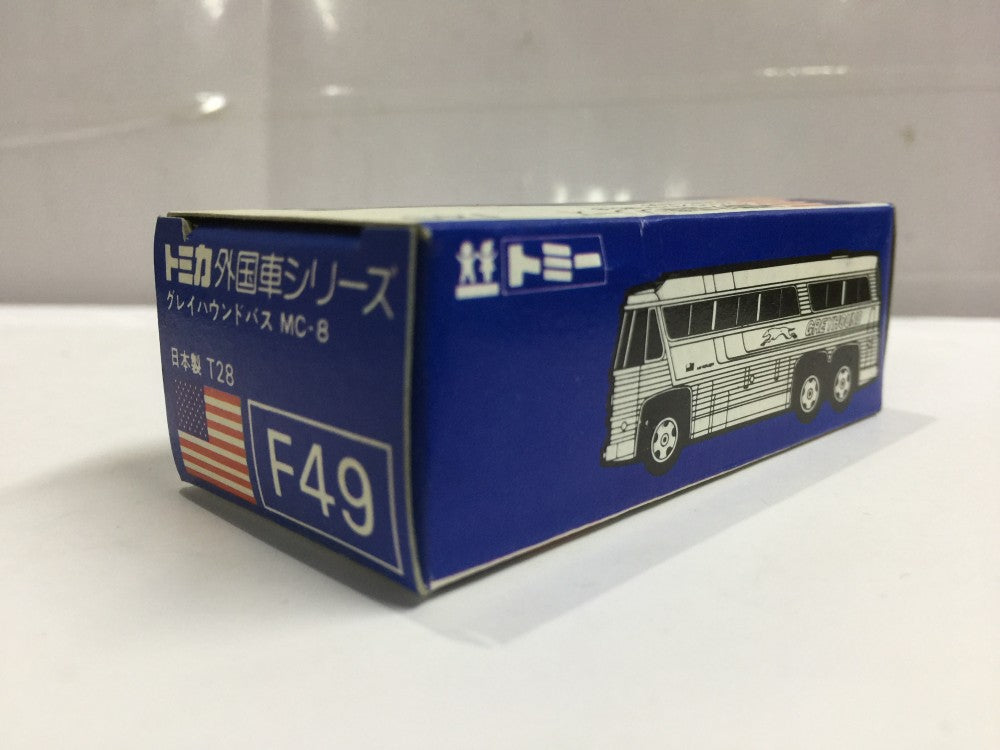 トミカ外国車シリーズ
グレイハウンドバス MC-8
日本製 T28
F49
トミー
GREYHOUND